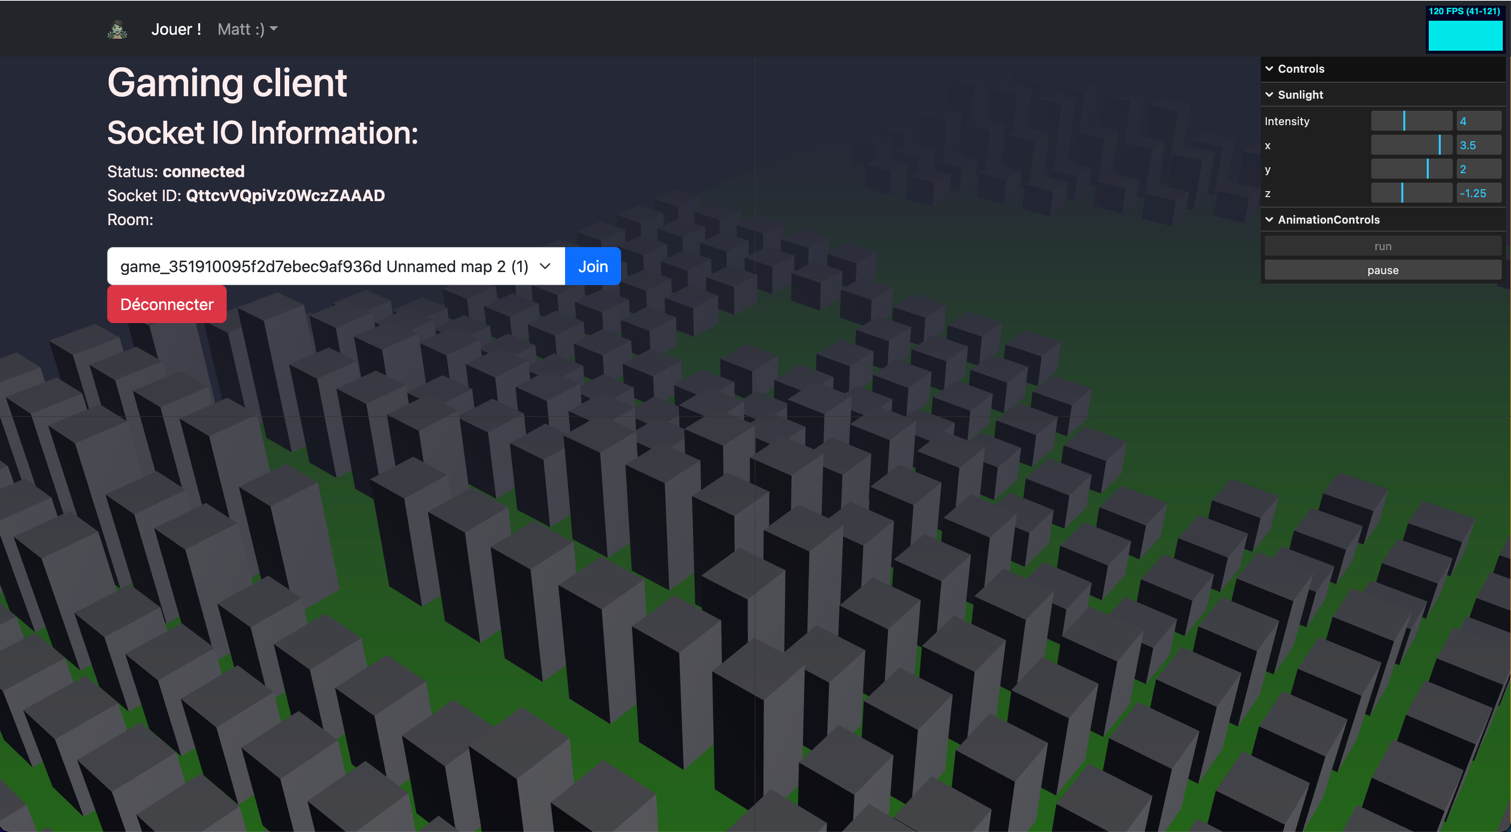 Jouer !
Matt :)
120 FPS (41-121)
Gaming client
Socket IO Information:
Status: connected
Socket ID: QttcvVQpiVz0WczZAAAD
Room:
game_351910095f2d7ebec9af936d Unnamed map 2 (1)
Join
Déconnecter
Controls
Sunlight
Intensity 4
x 3.5
y 2
z -1.25
AnimationControls
run
pause